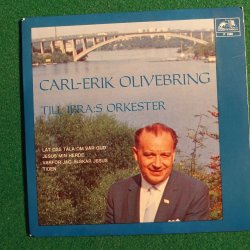 CARL-ERIK OLIVEBRING
TILL IBRA:S ORKESTER
LÅT OSS TALA OM VÅR GUD
JESUS MIN HERDE
VARFÖR JAG ÄLSKAR JESUS
TIDEN